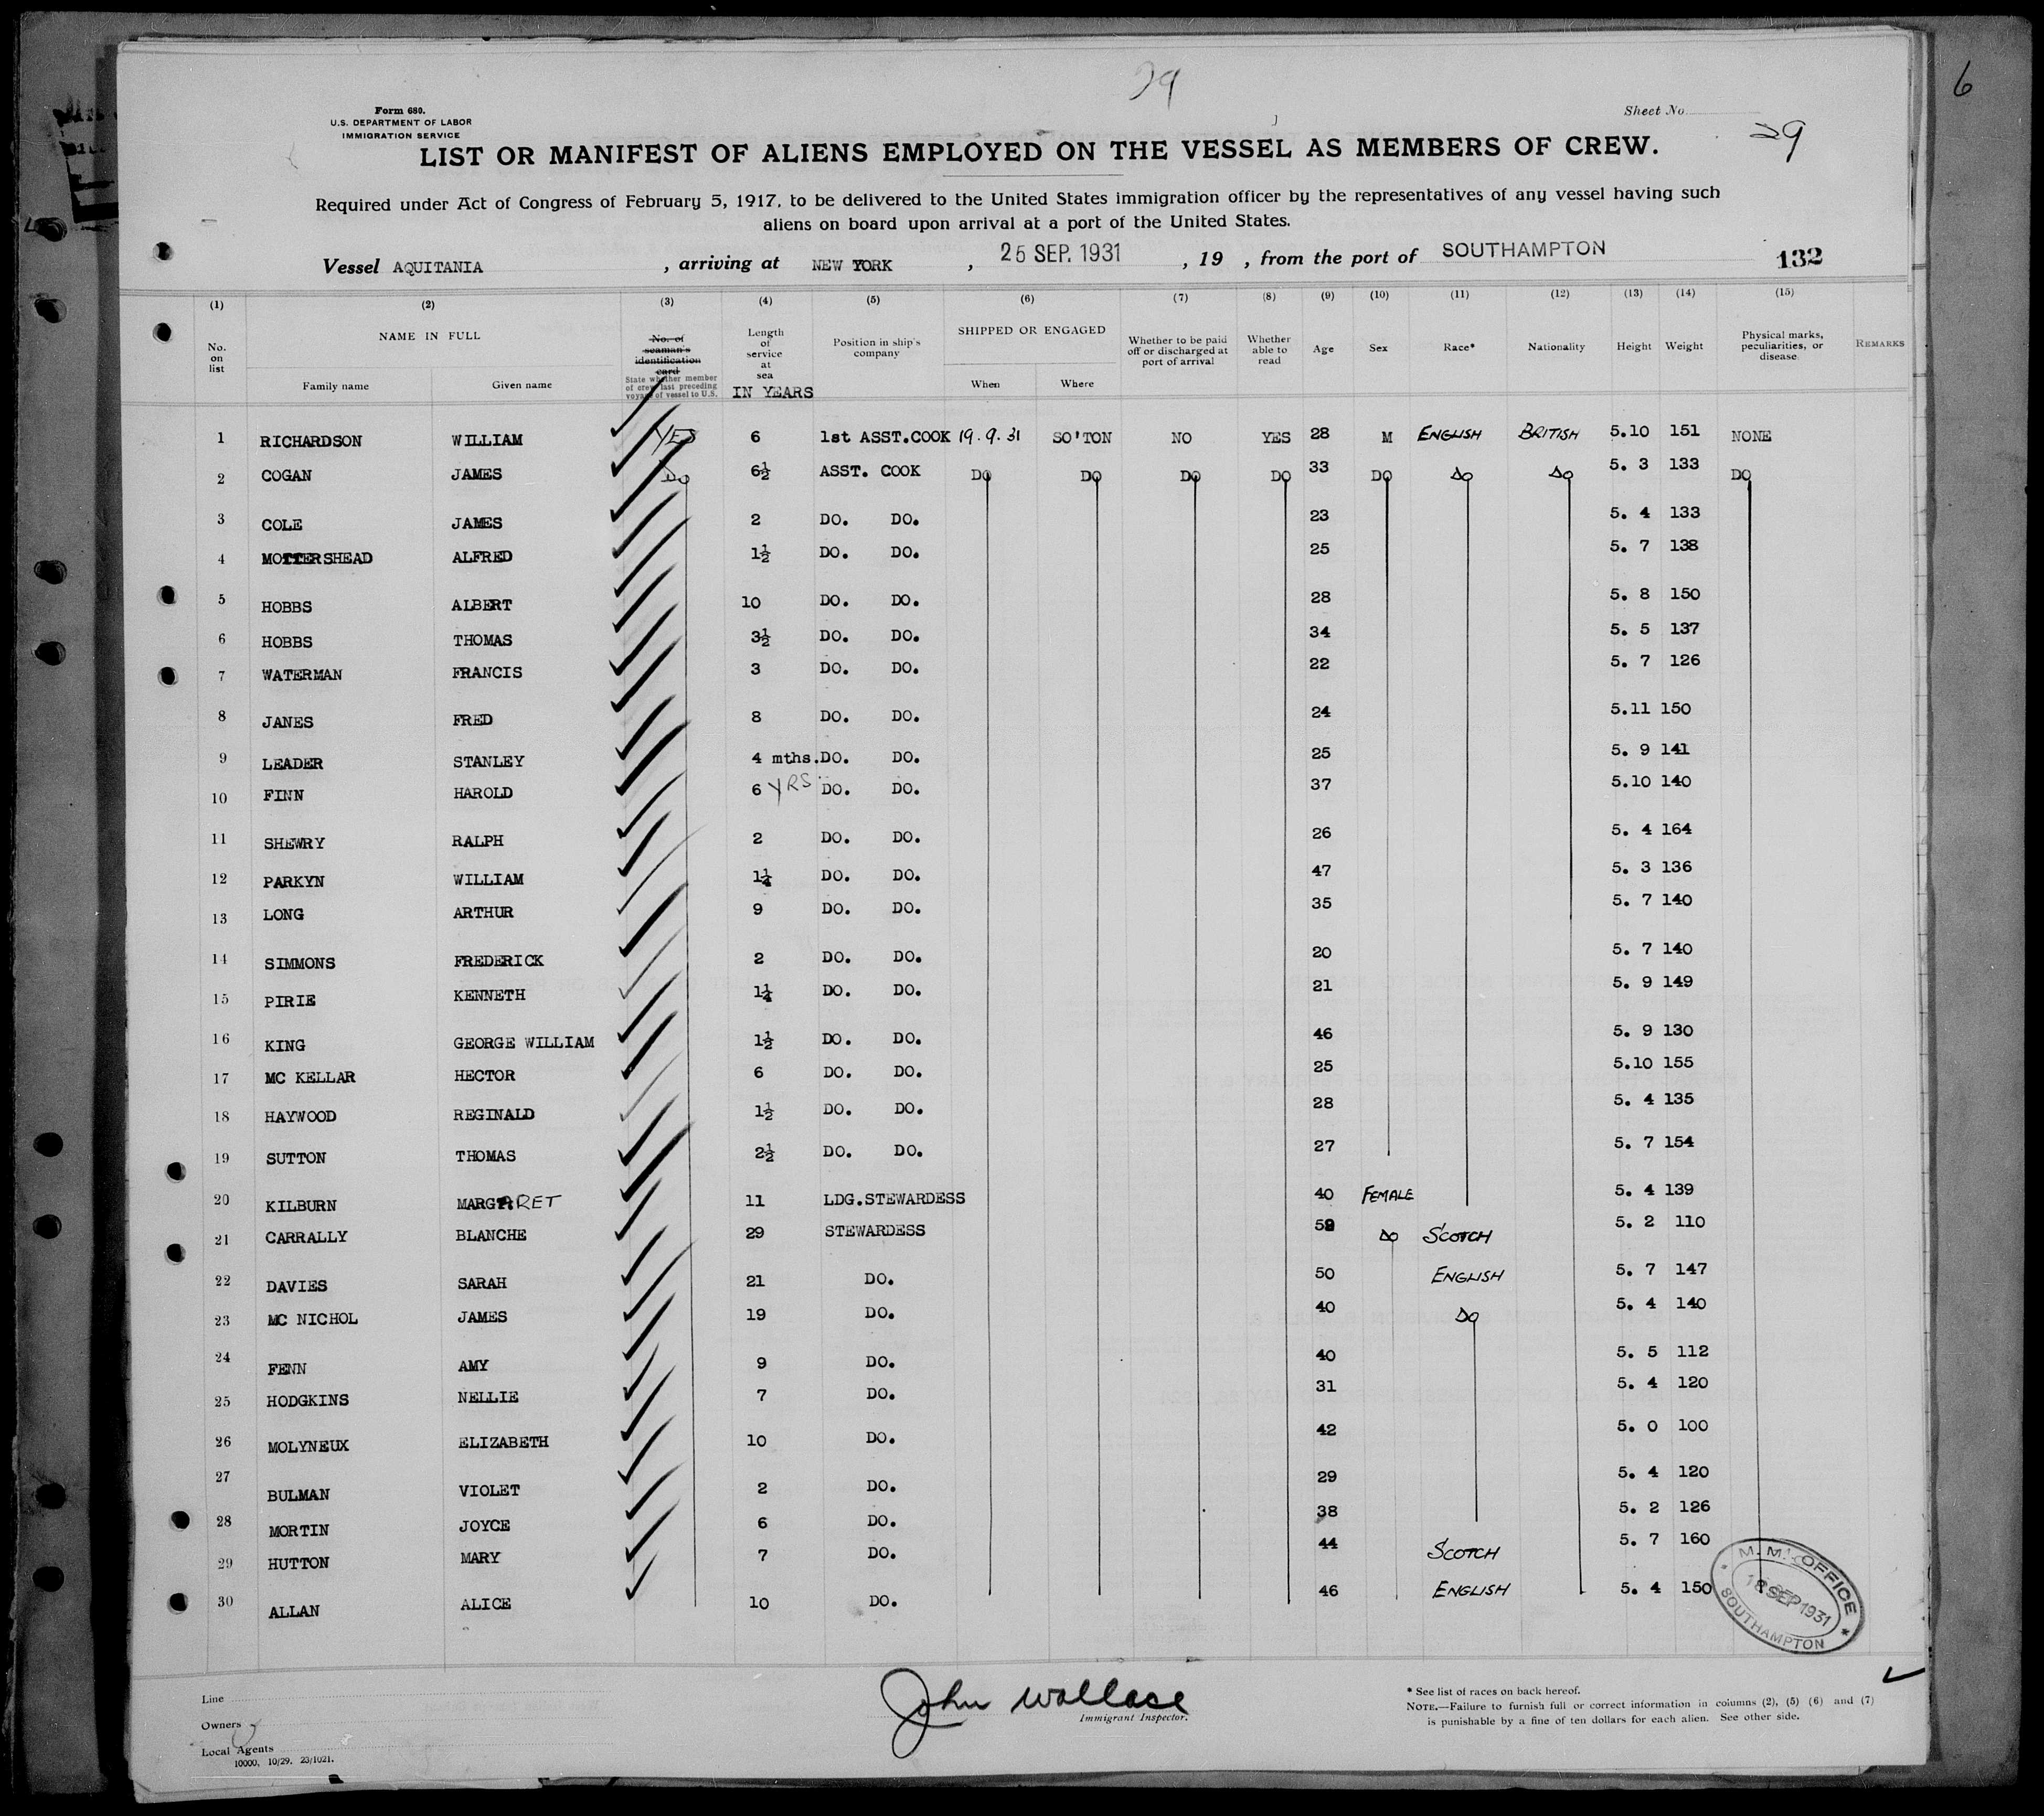 29
6
Form 680.
U.S. DEPARTMENT OF LABOR
IMMIGRATION SERVICE
Sheet No.
29
LIST OR MANIFEST OF ALIENS EMPLOYED ON THE VESSEL AS MEMBERS OF CREW.
Required under Act of Congress of February 5, 1917, to be delivered to the United States immigration officer by the representatives of any vessel having such
aliens on board upon arrival at a port of the United States.
Vessel AQUITANIA , arriving at NEW YORK , 25 SEP. 1931 , 19 , from the port of SOUTHAMPTON 132
(1) (2) (3) (4) (5) (6) (7) (8) (9) (10) (11) (12) (13) (14) (15)
No. on list NAME IN FULL Family name Given name No. of seaman's identification card State whether member of crew last preceding voyage of vessel to U.S. Length of service at sea IN YEARS Position in ship's company SHIPPED OR ENGAGED When Where Whether to be paid off or discharged at port of arrival Whether able to read Age Sex Race* Nationality Height Weight Physical marks, peculiarities, or disease. REMARKS
1 RICHARDSON WILLIAM YES 6 1st ASST.COOK 19.9.31 SO'TON NO YES 28 M ENGLISH BRITISH 5.10 151 NONE
2 COGAN JAMES DO 6½ ASST. COOK DO DO DO DO 33 DO DO DO 5. 3 133 DO
3 COLE JAMES 2 DO. DO. 23 5. 4 133
4 MOTTERSHEAD ALFRED 1½ DO. DO. 25 5. 7 138
5 HOBBS ALBERT 10 DO. DO. 28 5. 8 150
6 HOBBS THOMAS 3½ DO. DO. 34 5. 5 137
7 WATERMAN FRANCIS 3 DO. DO. 22 5. 7 126
8 JANES FRED 8 DO. DO. 24 5.11 150
9 LEADER STANLEY 4 mths. DO. DO. 25 5. 9 141
10 FINN HAROLD 6 YRS DO. DO. 37 5.10 140
11 SHEWRY RALPH 2 DO. DO. 26 5. 4 164
12 PARKYN WILLIAM 1¼ DO. DO. 47 5. 3 136
13 LONG ARTHUR 9 DO. DO. 35 5. 7 140
14 SIMMONS FREDERICK 2 DO. DO. 20 5. 7 140
15 PIRIE KENNETH 1¼ DO. DO. 21 5. 9 149
16 KING GEORGE WILLIAM 1½ DO. DO. 46 5. 9 130
17 MC KELLAR HECTOR 6 DO. DO. 25 5.10 155
18 HAYWOOD REGINALD 1½ DO. DO. 28 5. 4 135
19 SUTTON THOMAS 2½ DO. DO. 27 5. 7 154
20 KILBURN MARGARET 11 LDG.STEWARDESS 40 FEMALE 5. 4 139
21 CARRALLY BLANCHE 29 STEWARDESS DO SCOTCH 5. 2 110
22 DAVIES SARAH 21 DO. 50 ENGLISH 5. 7 147
23 MC NICHOL JAMES 19 DO. 40 DO 5. 4 140
24 FENN AMY 9 DO. 40 5. 5 112
25 HODGKINS NELLIE 7 DO. 31 5. 4 120
26 MOLYNEUX ELIZABETH 10 DO. 42 5. 0 100
27 BULMAN VIOLET 2 DO. 29 5. 4 120
28 MORTIN JOYCE 6 DO. 38 5. 2 126
29 HUTTON MARY 7 DO. 44 SCOTCH 5. 7 160
30 ALLAN ALICE 10 DO. 46 ENGLISH 5. 4 150
M.M. OFFICE
18 SEP 1931
SOUTHAMPTON
Line
Owners
Local Agents
10000, 10/29. 23/1021.
John Wallace
Immigrant Inspector.
* See list of races on back hereof.
NOTE.—Failure to furnish full or correct information in columns (2), (5) (6) and (7)
is punishable by a fine of ten dollars for each alien. See other side.